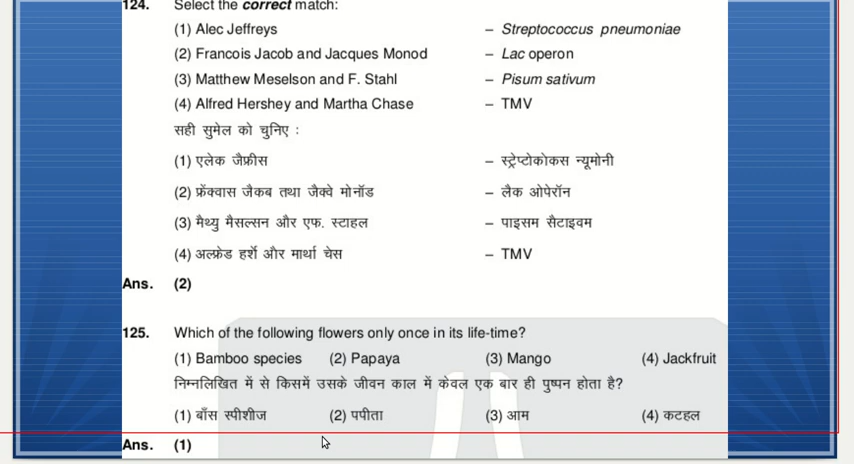 124. Select the correct match:
(1) Alec Jeffreys – Streptococcus pneumoniae
(2) Francois Jacob and Jacques Monod – Lac operon
(3) Matthew Meselson and F. Stahl – Pisum sativum
(4) Alfred Hershey and Martha Chase – TMV
सही सुमेल को चुनिए :
(1) एलेक जैफ्रीस – स्ट्रेप्टोकोकस न्यूमोनी
(2) फ्रेंक्वास जैकब तथा जैक्वे मोनॉड – लैक ओपेरॉन
(3) मैथ्यु मैसल्सन और एफ. स्टाहल – पाइसम सैटाइवम
(4) अल्फ्रेड हर्शे और मार्था चेस – TMV
Ans. (2)
125. Which of the following flowers only once in its life-time?
(1) Bamboo species (2) Papaya (3) Mango (4) Jackfruit
निम्नलिखित में से किसमें उसके जीवन काल में केवल एक बार ही पुष्पन होता है?
(1) बाँस स्पीशीज (2) पपीता (3) आम (4) कटहल
Ans. (1)